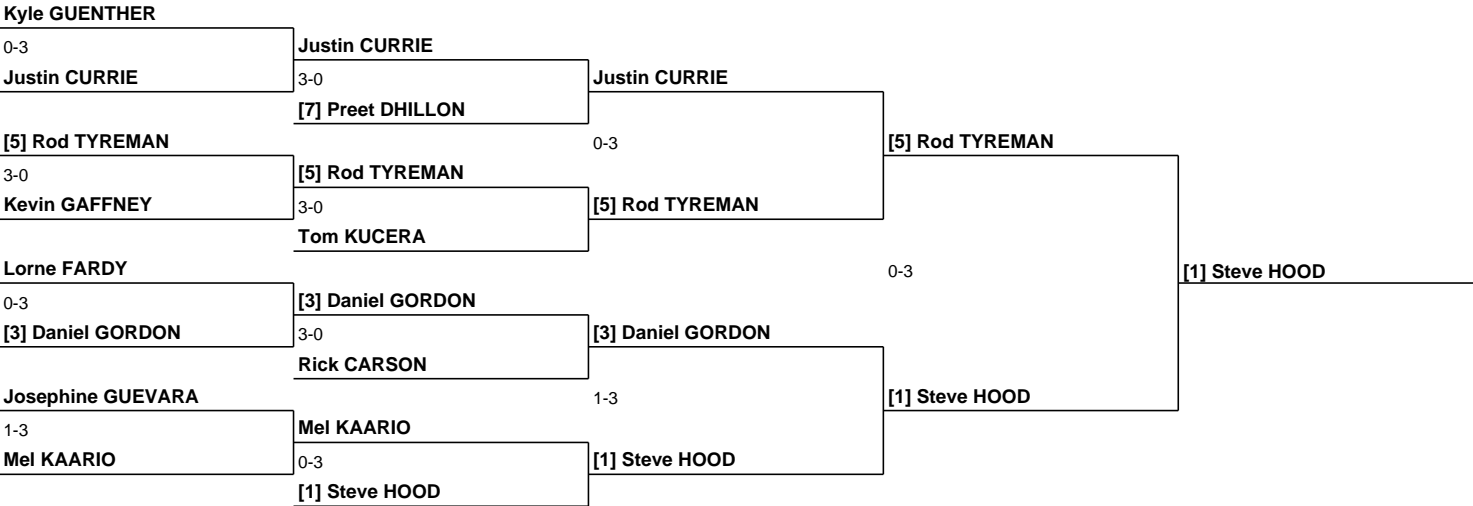 Kyle GUENTHER
0-3
Justin CURRIE
Justin CURRIE
3-0
Justin CURRIE
[7] Preet DHILLON
[5] Rod TYREMAN
0-3
[5] Rod TYREMAN
3-0
[5] Rod TYREMAN
Kevin GAFFNEY
3-0
[5] Rod TYREMAN
Tom KUCERA
Lorne FARDY
0-3
[1] Steve HOOD
0-3
[3] Daniel GORDON
[3] Daniel GORDON
3-0
[3] Daniel GORDON
Rick CARSON
Josephine GUEVARA
1-3
[1] Steve HOOD
1-3
Mel KAARIO
Mel KAARIO
0-3
[1] Steve HOOD
[1] Steve HOOD